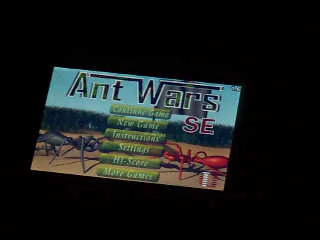 Ant Wars
SE
Continue Game
New Game
Instructions
Settings
Hi-Score
More Games